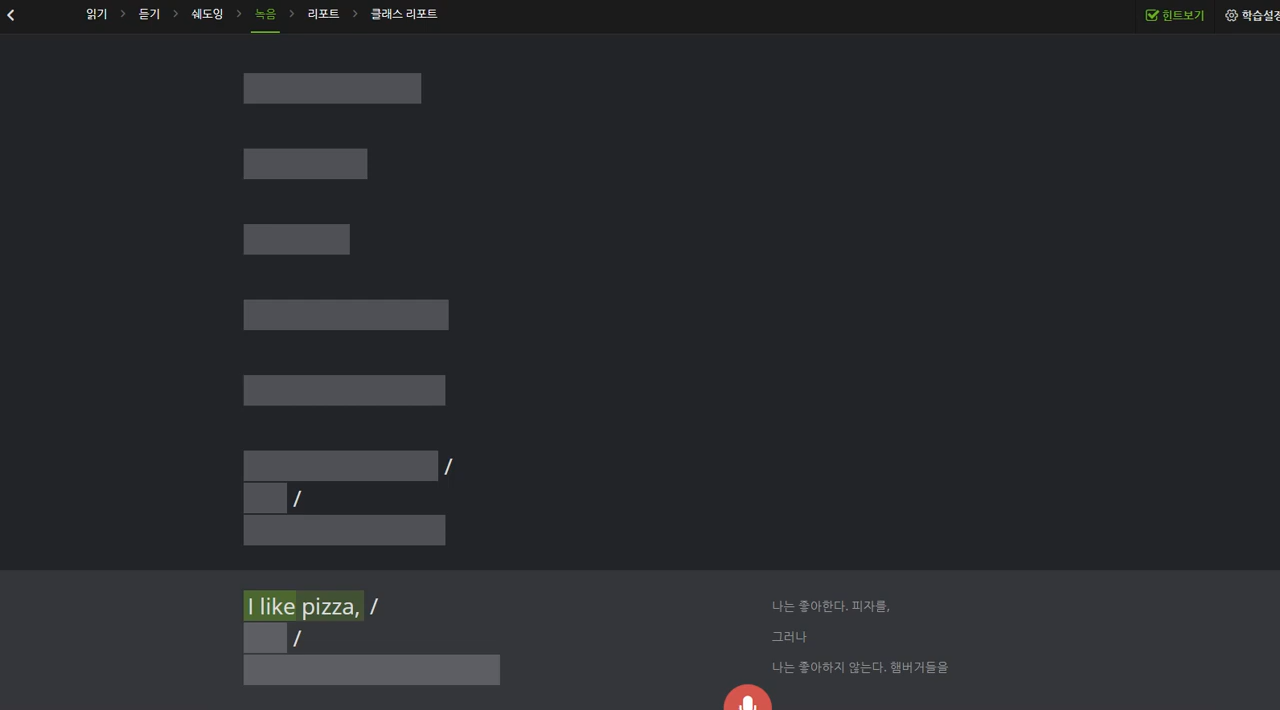 읽기 > 듣기 > 쉐도잉 > 녹음 > 리포트 > 클래스 리포트
힌트보기
학습설정
/
/
I like pizza, /
/
나는 좋아한다. 피자를,
그러나
나는 좋아하지 않는다. 햄버거들을